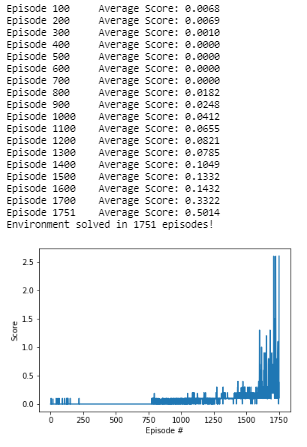 Episode 100 Average Score: 0.0068
Episode 200 Average Score: 0.0069
Episode 300 Average Score: 0.0010
Episode 400 Average Score: 0.0000
Episode 500 Average Score: 0.0000
Episode 600 Average Score: 0.0000
Episode 700 Average Score: 0.0000
Episode 800 Average Score: 0.0182
Episode 900 Average Score: 0.0248
Episode 1000 Average Score: 0.0412
Episode 1100 Average Score: 0.0655
Episode 1200 Average Score: 0.0821
Episode 1300 Average Score: 0.0785
Episode 1400 Average Score: 0.1049
Episode 1500 Average Score: 0.1332
Episode 1600 Average Score: 0.1432
Episode 1700 Average Score: 0.3322
Episode 1751 Average Score: 0.5014
Environment solved in 1751 episodes!
2.5
2.0
1.5
1.0
0.5
0.0
Score
0 250 500 750 1000 1250 1500 1750
Episode #